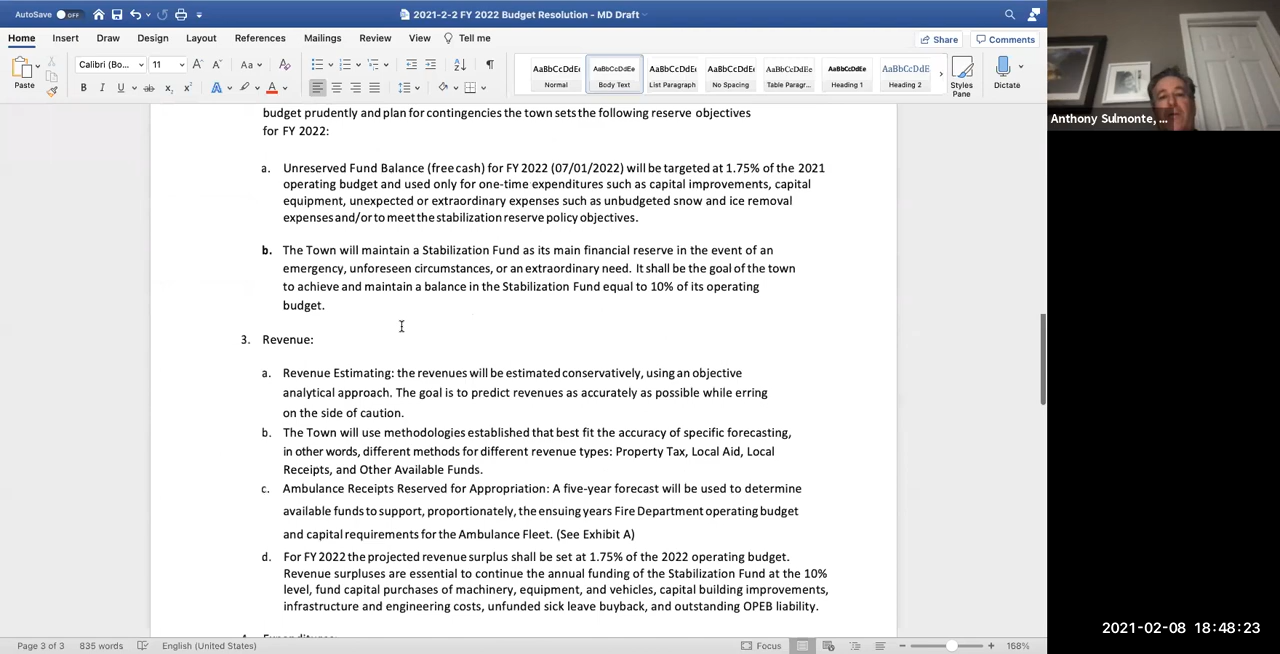 AutoSave OFF
2021-2-2 FY 2022 Budget Resolution - MD Draft
Home Insert Draw Design Layout References Mailings Review View Tell me
Share Comments
Paste
Calibri (Bo... 11
AaBbCcDdEe Normal
AaBbCcDdEe Body Text
AaBbCcDdEe List Paragraph
AaBbCcDdEe No Spacing
AaBbCcDdEe Table Paragr...
AaBbCcDdEe Heading 1
AaBbCcDdE Heading 2
Styles Pane
Dictate
budget prudently and plan for contingencies the town sets the following reserve objectives
for FY 2022:
a. Unreserved Fund Balance (free cash) for FY 2022 (07/01/2022) will be targeted at 1.75% of the 2021
operating budget and used only for one-time expenditures such as capital improvements, capital
equipment, unexpected or extraordinary expenses such as unbudgeted snow and ice removal
expenses and/or to meet the stabilization reserve policy objectives.
b. The Town will maintain a Stabilization Fund as its main financial reserve in the event of an
emergency, unforeseen circumstances, or an extraordinary need. It shall be the goal of the town
to achieve and maintain a balance in the Stabilization Fund equal to 10% of its operating
budget.
3. Revenue:
a. Revenue Estimating: the revenues will be estimated conservatively, using an objective
analytical approach. The goal is to predict revenues as accurately as possible while erring
on the side of caution.
b. The Town will use methodologies established that best fit the accuracy of specific forecasting,
in other words, different methods for different revenue types: Property Tax, Local Aid, Local
Receipts, and Other Available Funds.
c. Ambulance Receipts Reserved for Appropriation: A five-year forecast will be used to determine
available funds to support, proportionately, the ensuing years Fire Department operating budget
and capital requirements for the Ambulance Fleet. (See Exhibit A)
d. For FY 2022 the projected revenue surplus shall be set at 1.75% of the 2022 operating budget.
Revenue surpluses are essential to continue the annual funding of the Stabilization Fund at the 10%
level, fund capital purchases of machinery, equipment, and vehicles, capital building improvements,
infrastructure and engineering costs, unfunded sick leave buyback, and outstanding OPEB liability.
4. Expenditures:
Page 3 of 3 835 words English (United States) Focus 168%
Anthony Sulmonte, ...
2021-02-08 18:48:23